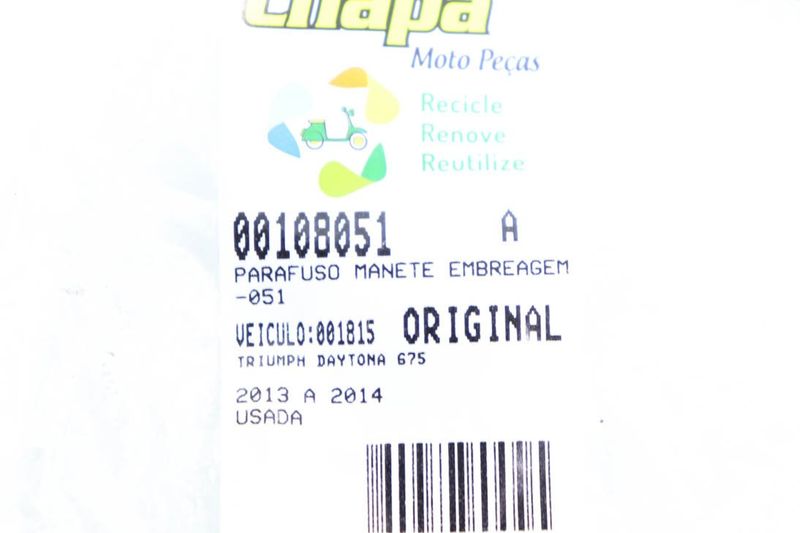 Chapa
Moto Peças
Recicle
Renove
Reutilize
00108051 A
PARAFUSO MANETE EMBREAGEM
-051
VEICULO:001815 ORIGINAL
TRIUMPH DAYTONA 675
2013 A 2014
USADA